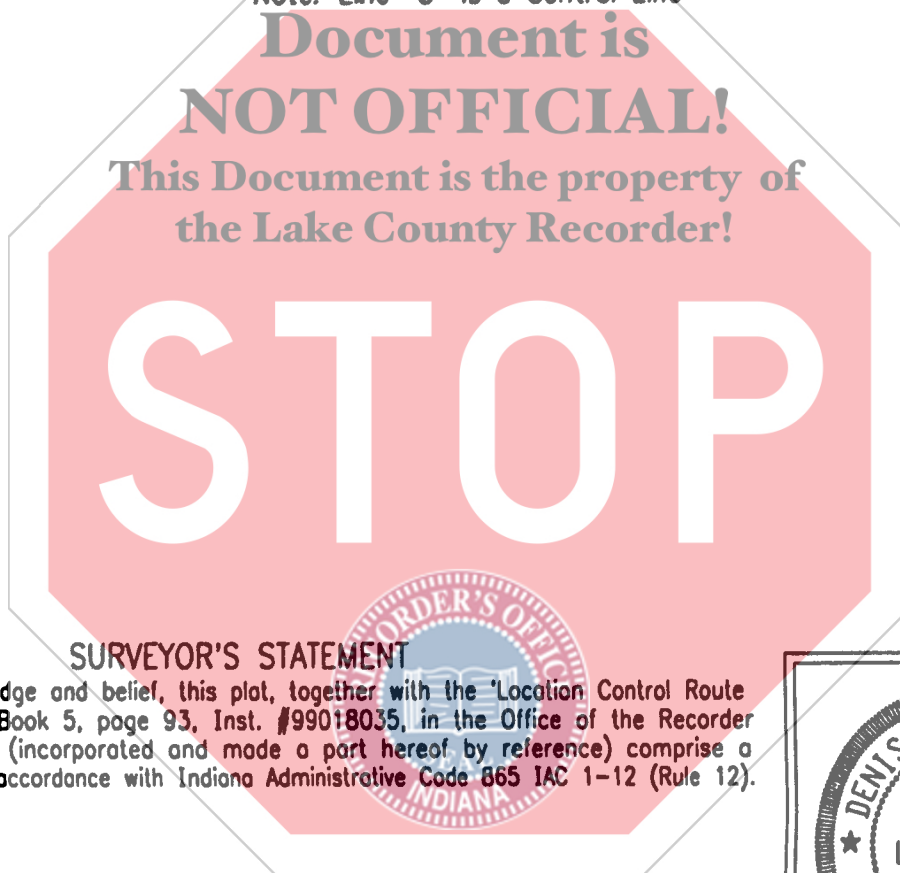 Document is
NOT OFFICIAL!
This Document is the property of
the Lake County Recorder!
STOP
RECORDER'S OFFIC
SEAL
INDIANA
SURVEYOR'S STATEMENT
dge and belief, this plat, together with the "Location Control Route
Book 5, page 93, Inst. #99018035, in the Office of the Recorder
(incorporated and made a part hereof by reference) comprise a
accordance with Indiana Administrative Code 865 IAC 1-12 (Rule 12).
DENIS